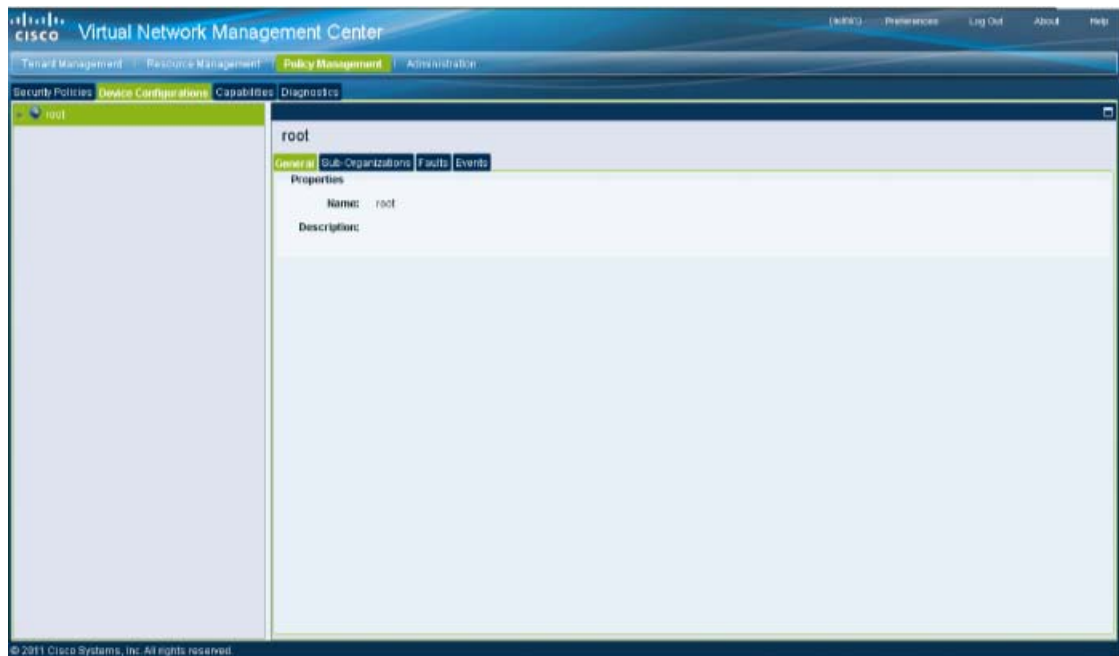 CISCO Virtual Network Management Center
(admin) Preferences Log Out About Help
Tenant Management | Resource Management | Policy Management | Administration
Security Policies Device Configurations Capabilities Diagnostics
root
root
General Sub-Organizations Faults Events
Properties
Name: root
Description:
© 2011 Cisco Systems, Inc. All rights reserved.